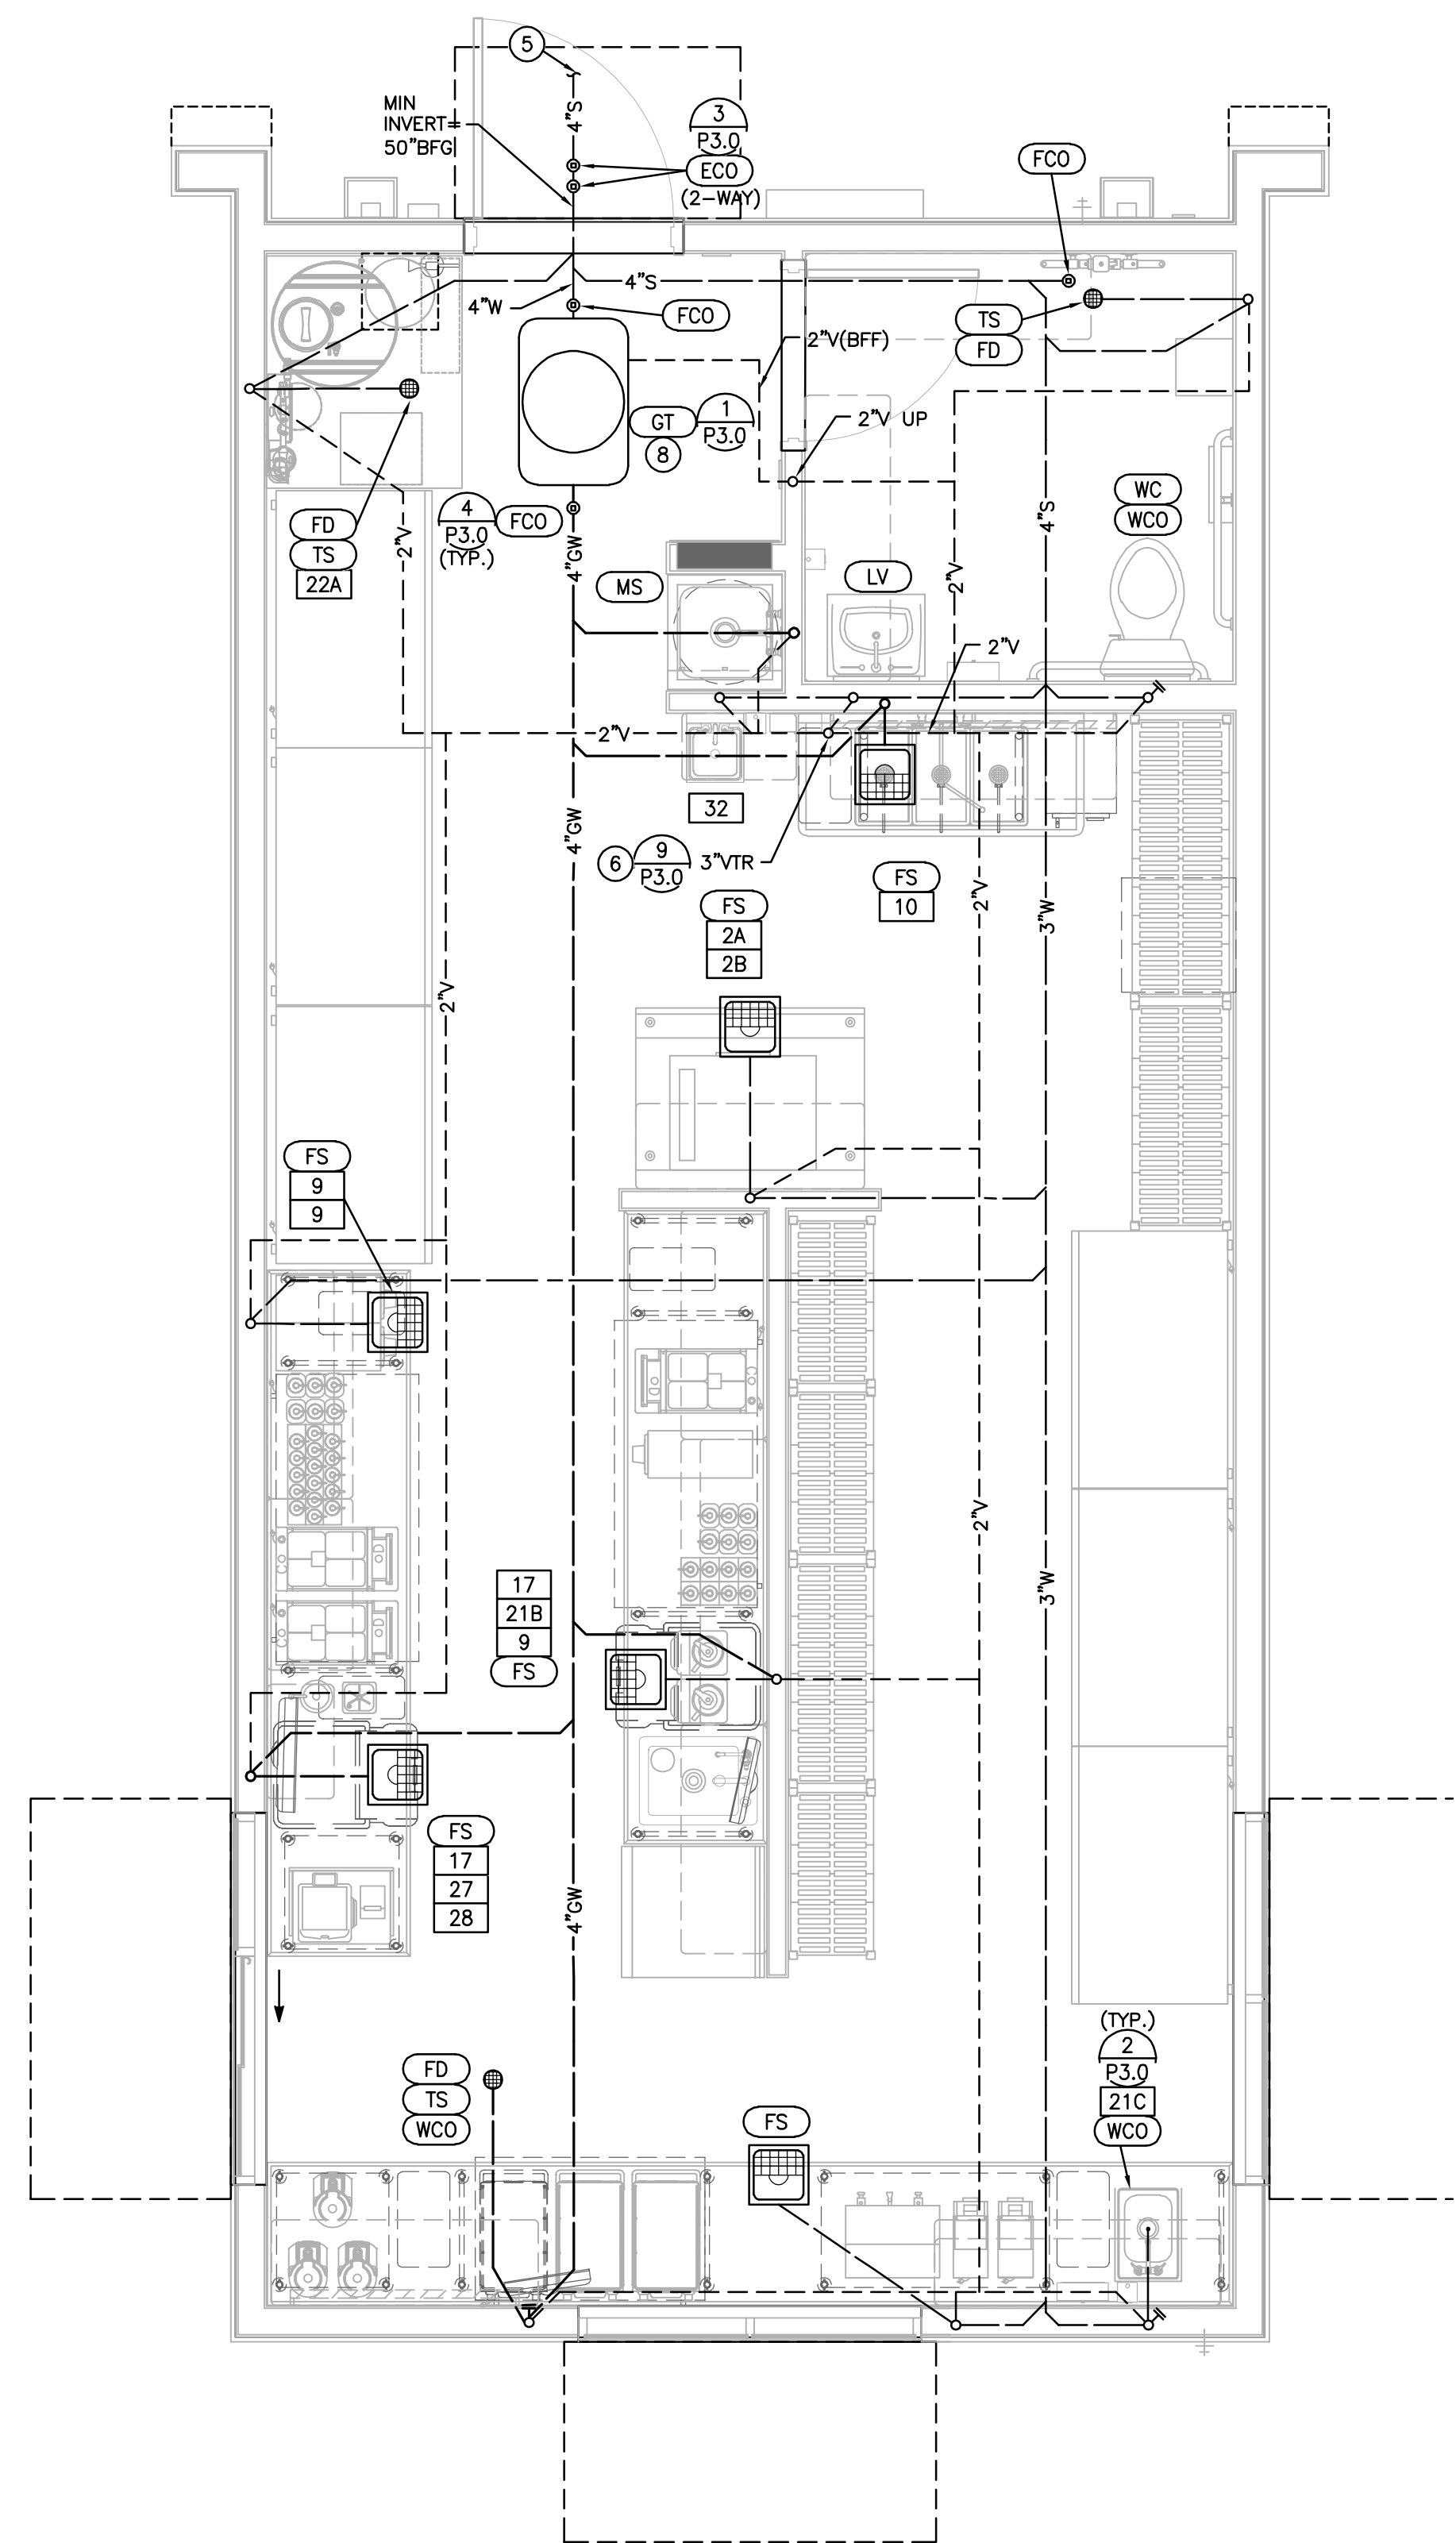 5
MIN
INVERT=
50"BFG
4"S
3
P3.0
ECO
(2-WAY)
FCO
4"S
4"W
FCO
TS
FD
2"V(BFF)
GT
8
1
P3.0
2"V UP
FD
TS
22A
2"V
4
P3.0
(TYP.)
FCO
4"GW
MS
LV
WC
WCO
4"S
2"V
2"V
2"V
32
4"GW
6
9
P3.0
3"VTR
FS
10
FS
2A
2B
2"V
3"W
2"V
FS
9
9
17
21B
9
FS
2"V
3"W
FS
17
27
28
4"GW
FD
TS
WCO
FS
(TYP.)
2
P3.0
21C
WCO